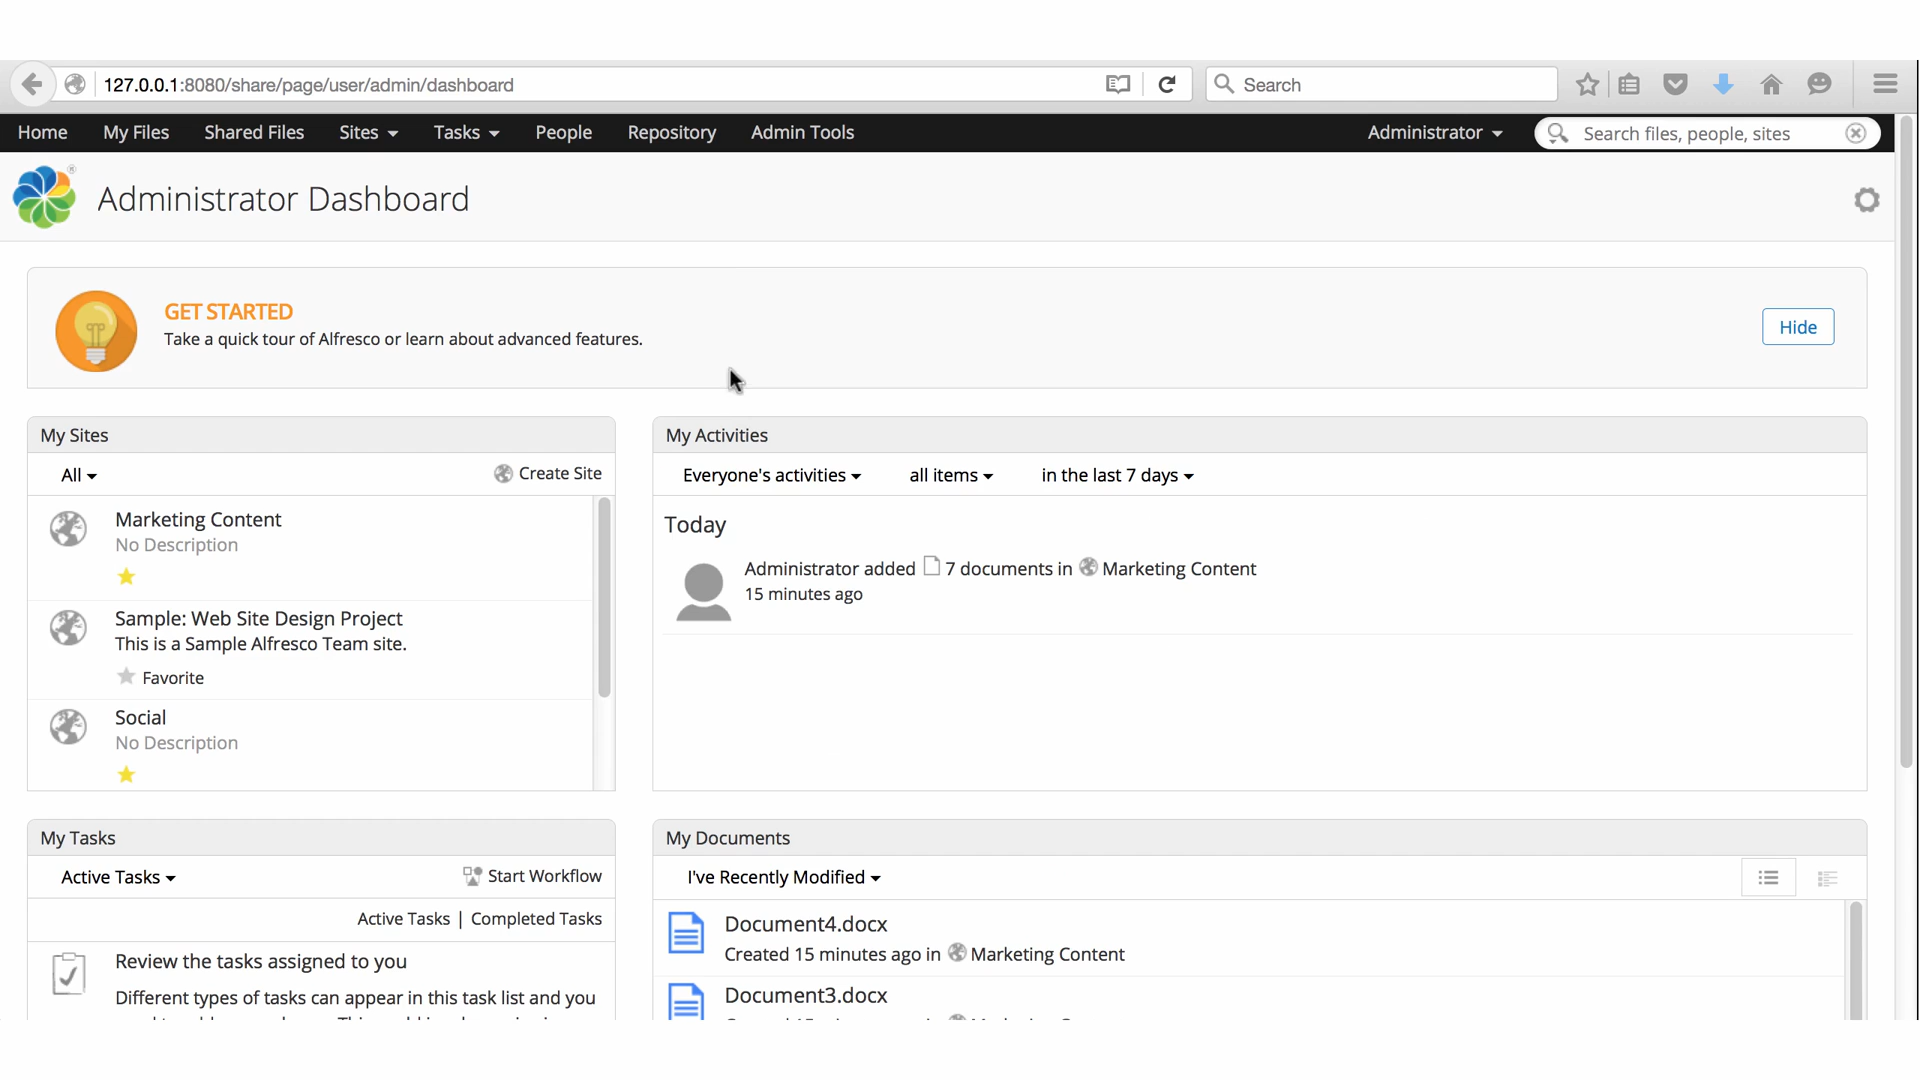 127.0.0.1:8080/share/page/user/admin/dashboard
Search
Home My Files Shared Files Sites Tasks People Repository Admin Tools Administrator Search files, people, sites
Administrator Dashboard
GET STARTED
Take a quick tour of Alfresco or learn about advanced features.
Hide
My Sites
All Create Site
Marketing Content
No Description
Sample: Web Site Design Project
This is a Sample Alfresco Team site.
Favorite
Social
No Description
My Activities
Everyone's activities all items in the last 7 days
Today
Administrator added 7 documents in Marketing Content
15 minutes ago
My Tasks
Active Tasks Start Workflow
Active Tasks | Completed Tasks
Review the tasks assigned to you
Different types of tasks can appear in this task list and you
My Documents
I've Recently Modified
Document4.docx
Created 15 minutes ago in Marketing Content
Document3.docx